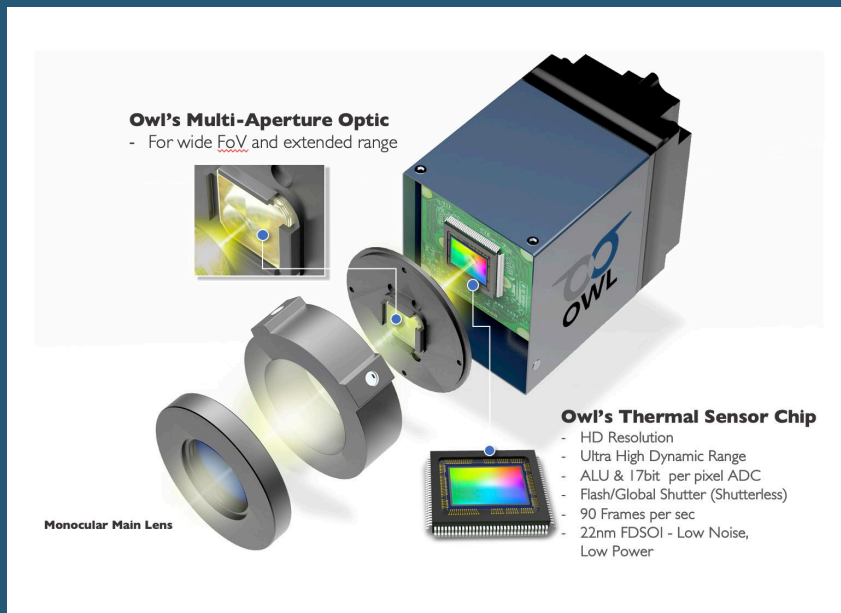 Owl's Multi-Aperture Optic
- For wide FoV and extended range
OWL
Owl's Thermal Sensor Chip
- HD Resolution
- Ultra High Dynamic Range
- ALU & 17bit per pixel ADC
- Flash/Global Shutter (Shutterless)
- 90 Frames per sec
- 22nm FDSOI - Low Noise,
Low Power
Monocular Main Lens